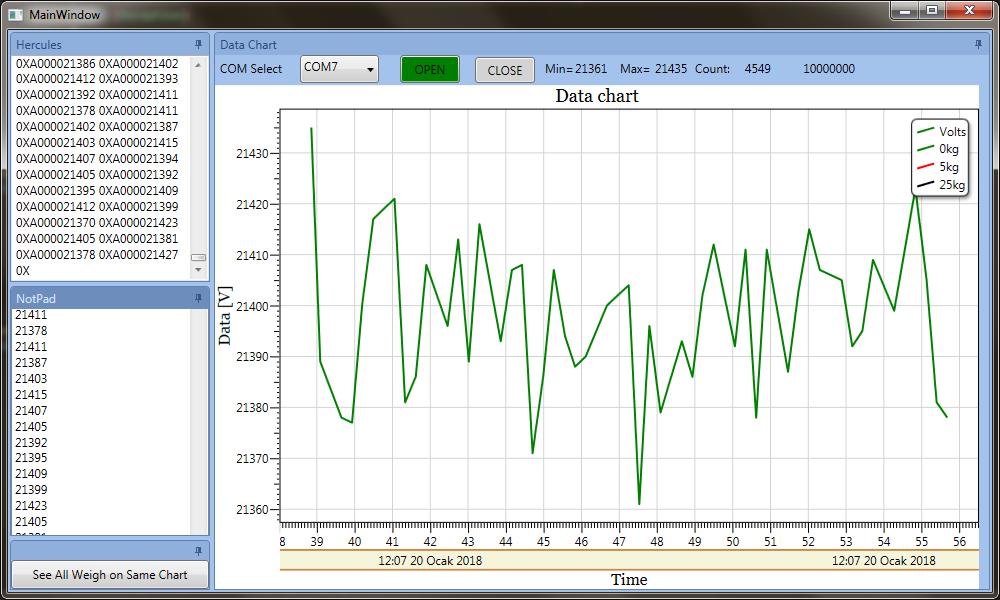 MainWindow
Hercules
0XA000021386 0XA000021402
0XA000021412 0XA000021393
0XA000021392 0XA000021411
0XA000021378 0XA000021411
0XA000021402 0XA000021387
0XA000021403 0XA000021415
0XA000021407 0XA000021394
0XA000021405 0XA000021392
0XA000021395 0XA000021409
0XA000021412 0XA000021399
0XA000021370 0XA000021423
0XA000021405 0XA000021381
0XA000021378 0XA000021427
0X
NotPad
21411
21378
21411
21387
21403
21415
21407
21405
21392
21395
21409
21399
21423
21405
See All Weigh on Same Chart
Data Chart
COM Select COM7 OPEN CLOSE Min= 21361 Max= 21435 Count: 4549 10000000
Data chart
Volts
0kg
5kg
25kg
Data [V]
21430
21420
21410
21400
21390
21380
21370
21360
8 39 40 41 42 43 44 45 46 47 48 49 50 51 52 53 54 55 56
12:07 20 Ocak 2018 12:07 20 Ocak 2018
Time